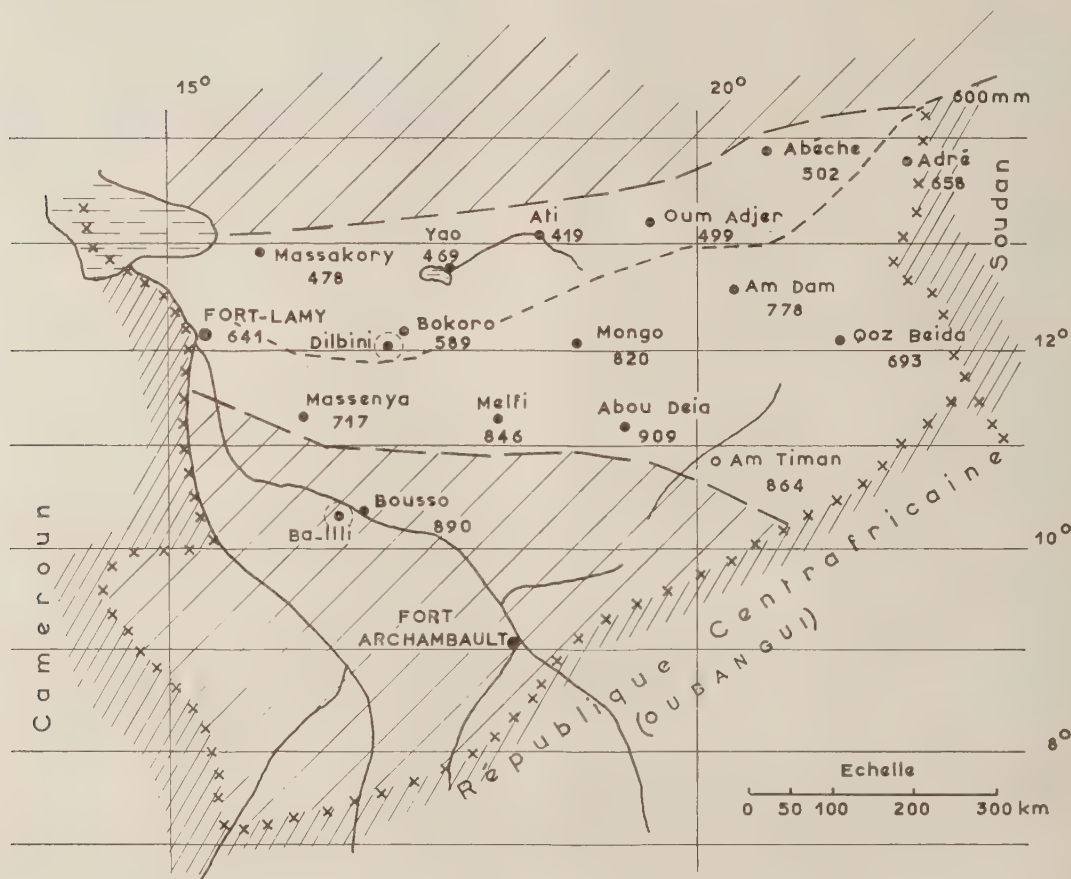 15° 20°
600mm
Abéche
502
Adré
658
Soudan
Ati
419
Oum Adjer
499
Yao
469
Massakory
478
Am Dam
778
FORT-LAMY
641
Dilbini
Bokoro
589
Mongo
820
Qoz Beida
693
12°
Massenya
717
Melfi
846
Abou Deia
909
Am Timan
864
Bousso
890
Ba-Illi
10°
FORT
ARCHAMBAULT
Cameroun
République Centrafricaine
(OUBANGUI)
8°
Echelle
0 50 100 200 300 km